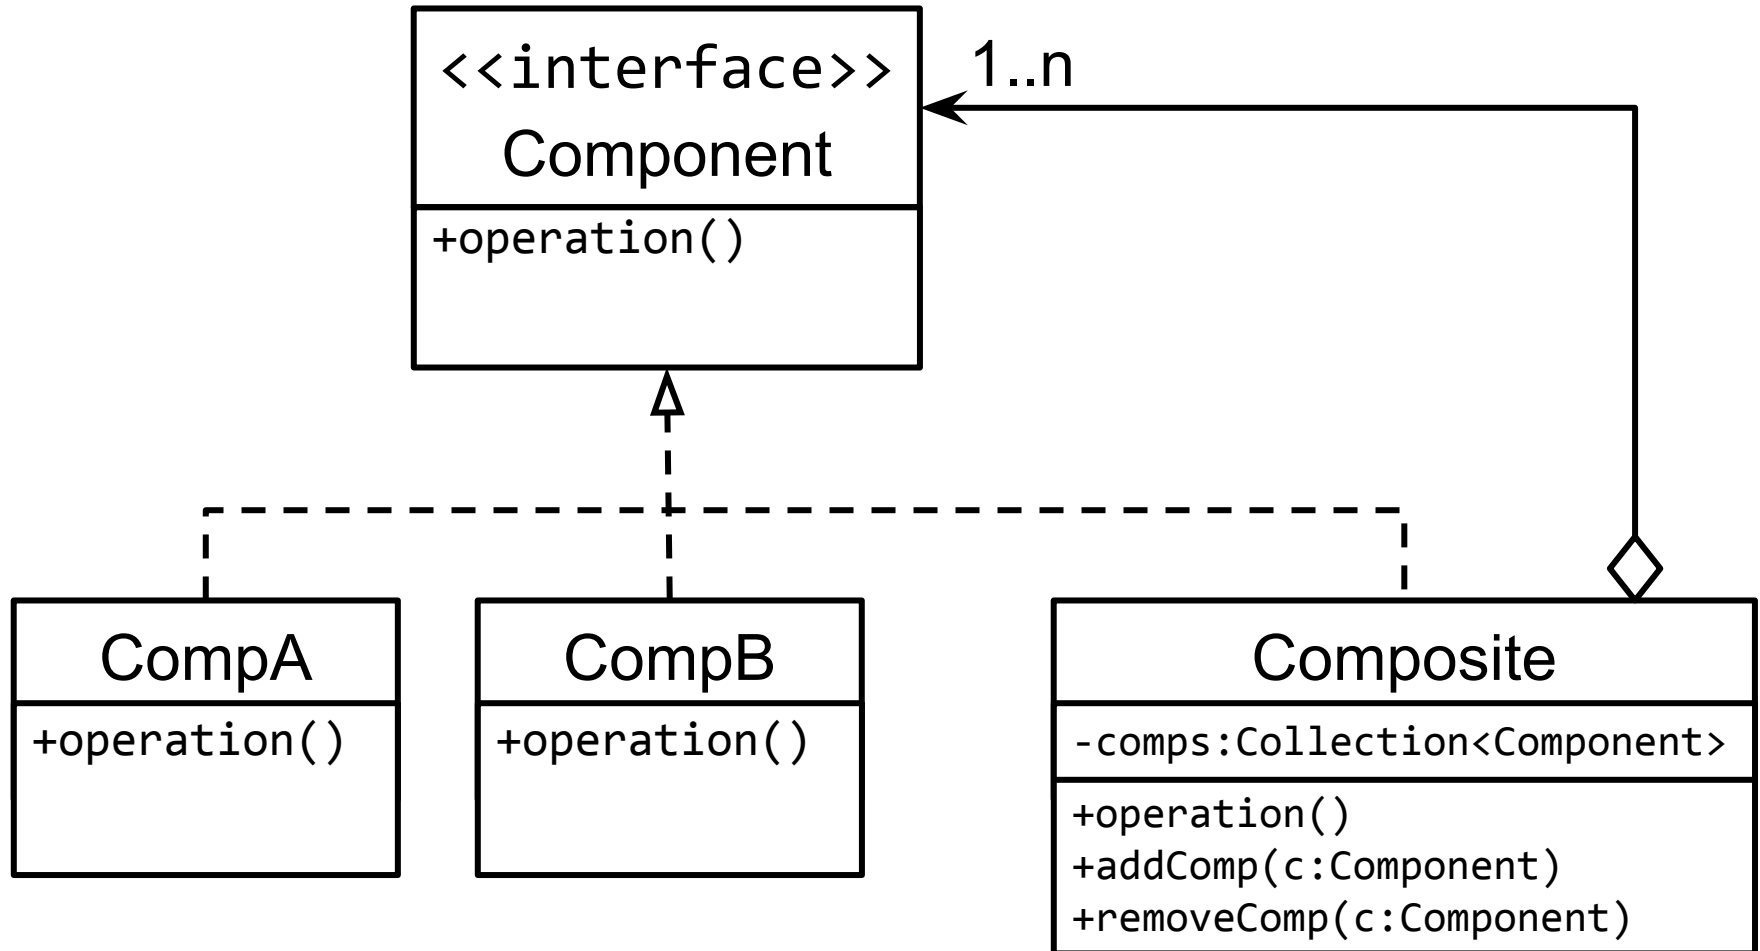 <<interface>>
Component
+operation()
1..n
CompA
+operation()
CompB
+operation()
Composite
-comps:Collection<Component>
+operation()
+addComp(c:Component)
+removeComp(c:Component)